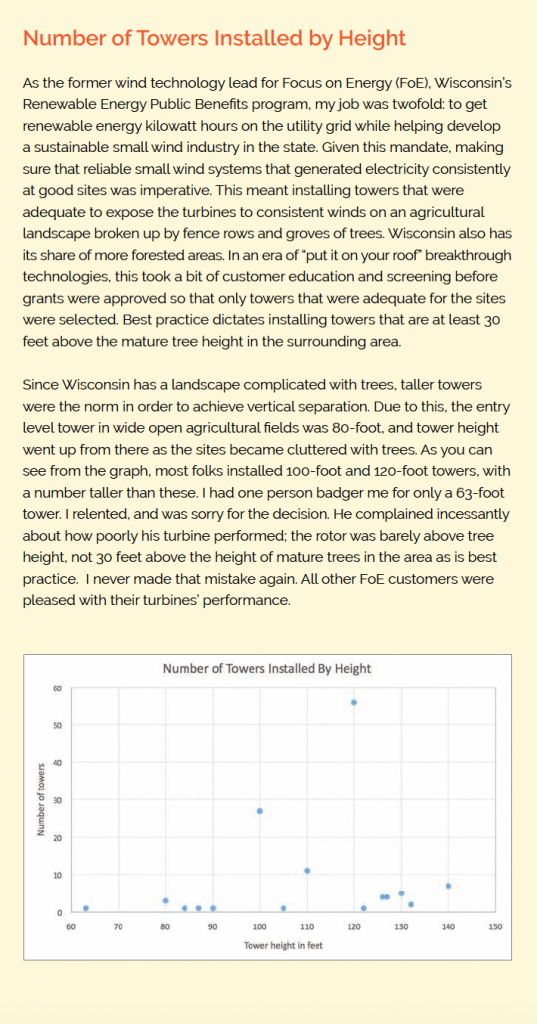 Number of Towers Installed by Height
As the former wind technology lead for Focus on Energy (FoE), Wisconsin's
Renewable Energy Public Benefits program, my job was twofold: to get
renewable energy kilowatt hours on the utility grid while helping develop
a sustainable small wind industry in the state. Given this mandate, making
sure that reliable small wind systems that generated electricity consistently
at good sites was imperative. This meant installing towers that were
adequate to expose the turbines to consistent winds on an agricultural
landscape broken up by fence rows and groves of trees. Wisconsin also has
its share of more forested areas. In an era of "put it on your roof" breakthrough
technologies, this took a bit of customer education and screening before
grants were approved so that only towers that were adequate for the sites
were selected. Best practice dictates installing towers that are at least 30
feet above the mature tree height in the surrounding area.
Since Wisconsin has a landscape complicated with trees, taller towers
were the norm in order to achieve vertical separation. Due to this, the entry
level tower in wide open agricultural fields was 80-foot, and tower height
went up from there as the sites became cluttered with trees. As you can
see from the graph, most folks installed 100-foot and 120-foot towers, with
a number taller than these. I had one person badger me for only a 63-foot
tower. I relented, and was sorry for the decision. He complained incessantly
about how poorly his turbine performed; the rotor was barely above tree
height, not 30 feet above the height of mature trees in the area as is best
practice. I never made that mistake again. All other FoE customers were
pleased with their turbines' performance.
Number of Towers Installed By Height
Number of towers
60
50
40
30
20
10
0
60 70 80 90 100 110 120 130 140 150
Tower height in feet